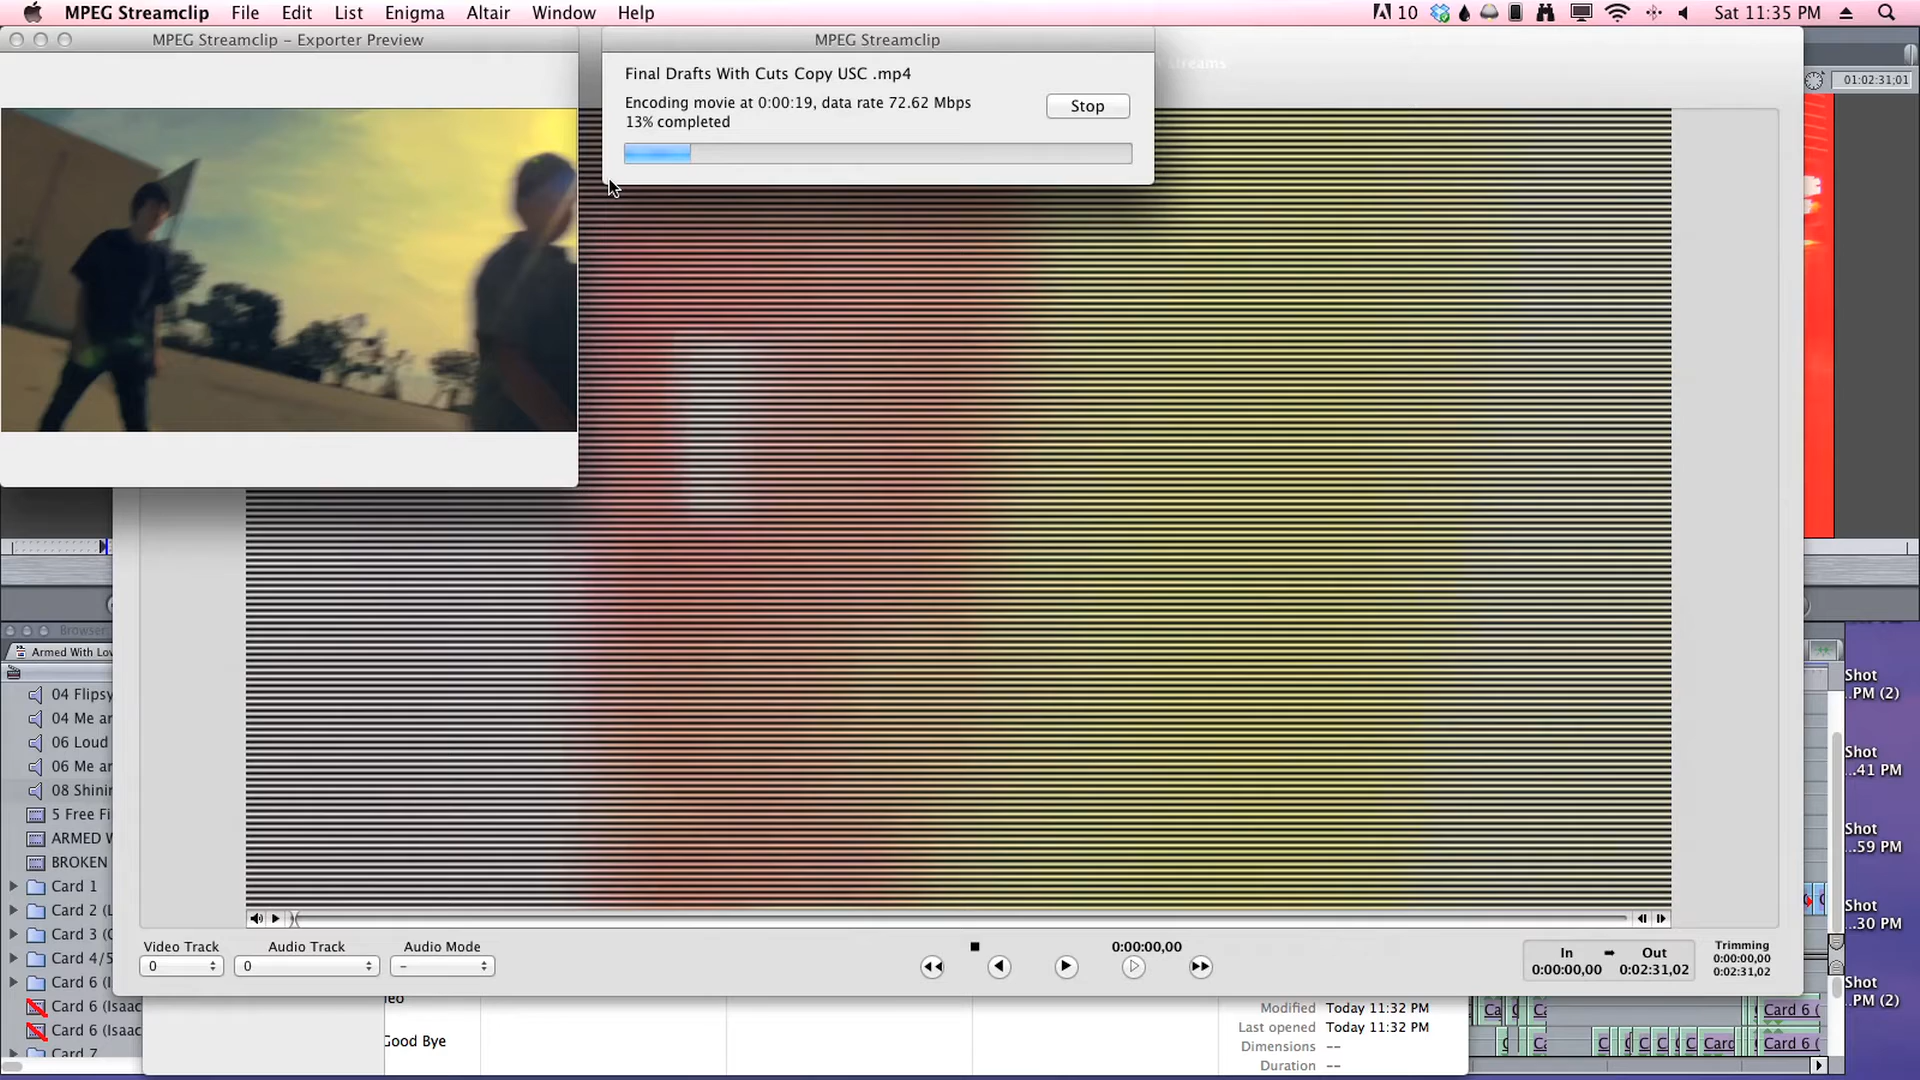 MPEG Streamclip File Edit List Enigma Altair Window Help
10 Sat 11:35 PM
MPEG Streamclip – Exporter Preview
MPEG Streamclip
Final Drafts With Cuts Copy USC .mp4
Encoding movie at 0:00:19, data rate 72.62 Mbps
13% completed
Stop
streams
01:02:31;01
Browser
Armed With Lov
04 Flipsy
04 Me ar
06 Loud
06 Me ar
08 Shinin
5 Free Fi
ARMED W
BROKEN
Card 1
Card 2 (L
Card 3 (C
Card 4/5
Card 6 (I
Card 6 (Isaac
Card 6 (Isaac
Card 7
Video Track
0
Audio Track
0
Audio Mode
–
0:00:00,00
In ➡ Out
0:00:00,00 0:02:31,02
Trimming
0:00:00,00
0:02:31,02
Shot
..PM (2)
Shot
..41 PM
Shot
..59 PM
Shot
..30 PM
Shot
..PM (2)
Good Bye
Modified Today 11:32 PM
Last opened Today 11:32 PM
Dimensions --
Duration --
Card 6 (
Card
Card 6 (